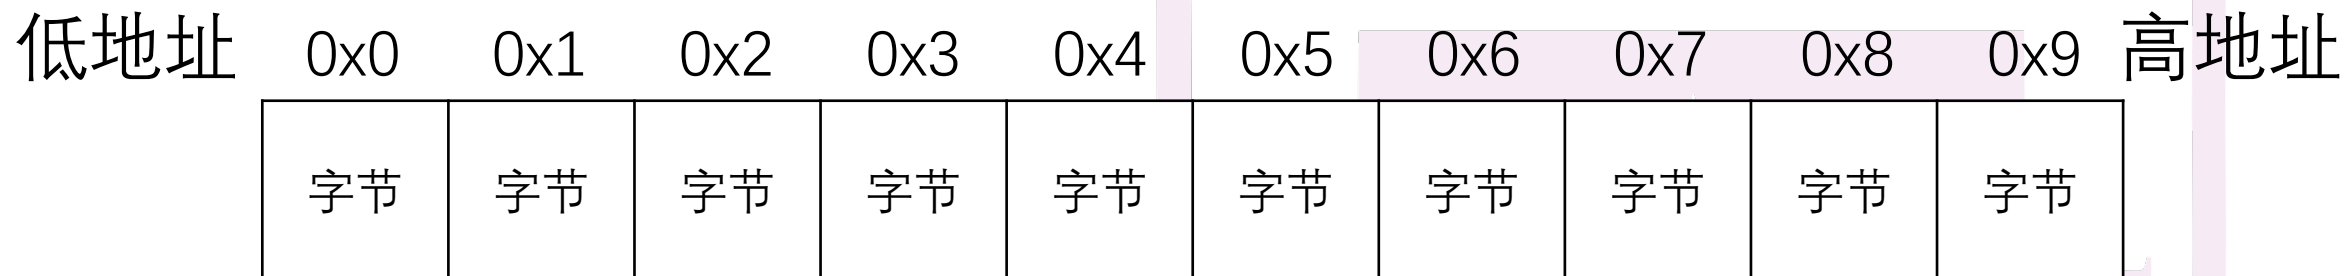 低地址 0x0 0x1 0x2 0x3 0x4 0x5 0x6 0x7 0x8 0x9 高地址
字节 字节 字节 字节 字节 字节 字节 字节 字节 字节